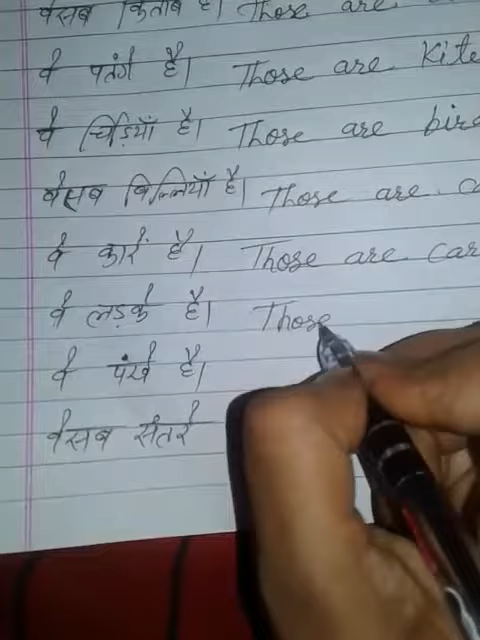 वेसब किताब है। Those are
वे पतंगे है। Those are Kite
वे चिड़ियाँ है। Those are bird
वेसब बिल्लियाँ है। Those are c
वे कारें है। Those are car
वे लड़के है। Those
वे पंखे है।
वेसब संतरे